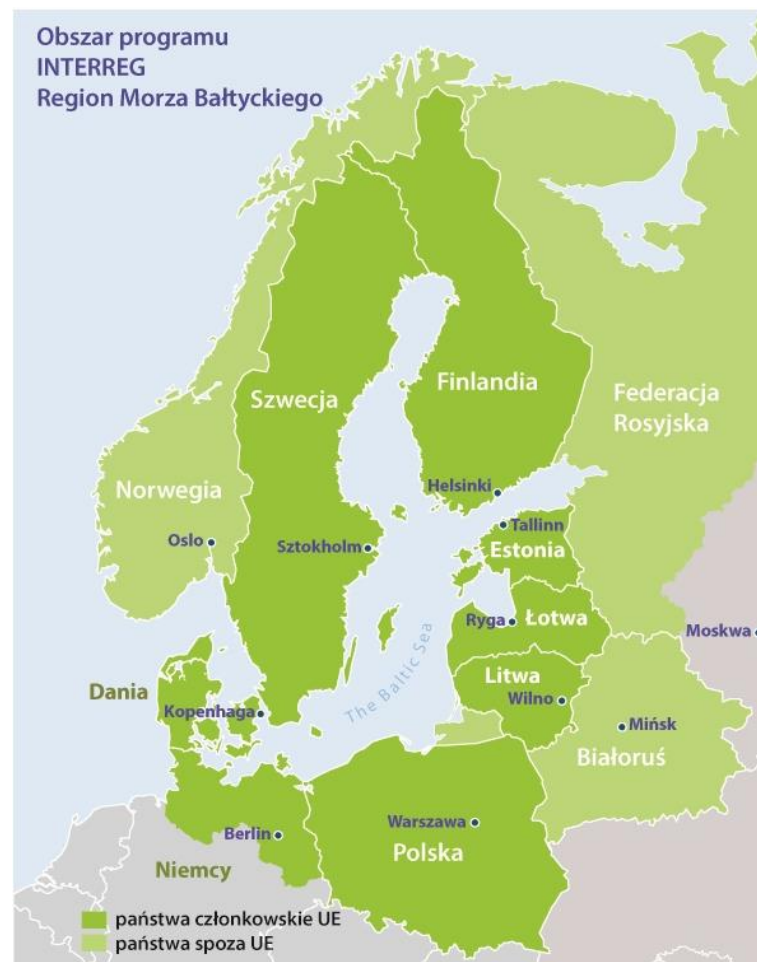 Obszar programu
INTERREG
Region Morza Bałtyckiego
Szwecja
Finlandia
Federacja
Rosyjska
Norwegia
Helsinki
Oslo
Sztokholm
Tallinn
Estonia
Ryga
Łotwa
Moskwa
The Baltic Sea
Litwa
Dania
Wilno
Kopenhaga
Mińsk
Białoruś
Warszawa
Berlin
Polska
Niemcy
państwa członkowskie UE
państwa spoza UE